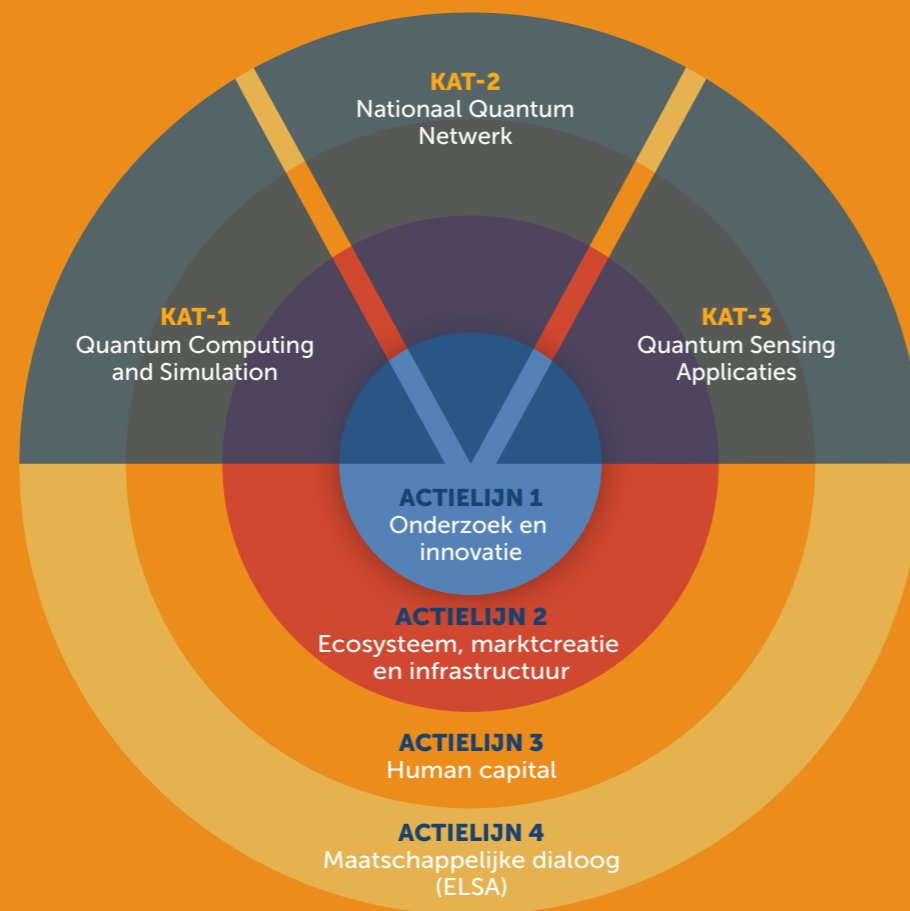 KAT-2
Nationaal Quantum
Netwerk
KAT-1
Quantum Computing
and Simulation
KAT-3
Quantum Sensing
Applicaties
ACTIELIJN 1
Onderzoek en
innovatie
ACTIELIJN 2
Ecosysteem, marktcreatie
en infrastructuur
ACTIELIJN 3
Human capital
ACTIELIJN 4
Maatschappelijke dialoog
(ELSA)